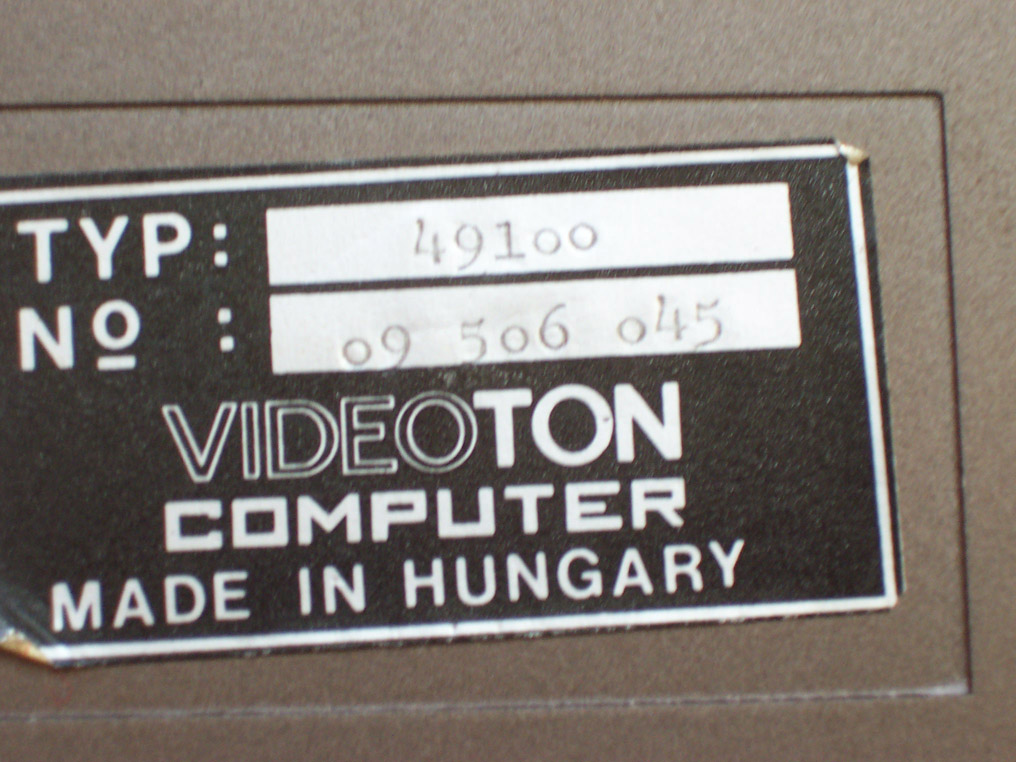 TYP: 49100
Nº : 09 506 045
VIDEOTON
COMPUTER
MADE IN HUNGARY